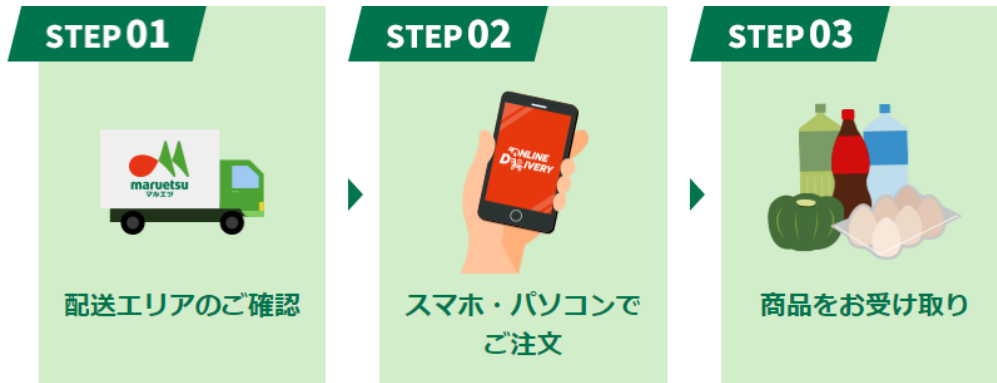 STEP 01
maruetsu
マルエツ
配送エリアのご確認
STEP 02
ONLINE
DELIVERY
スマホ・パソコンで
ご注文
STEP 03
商品をお受け取り